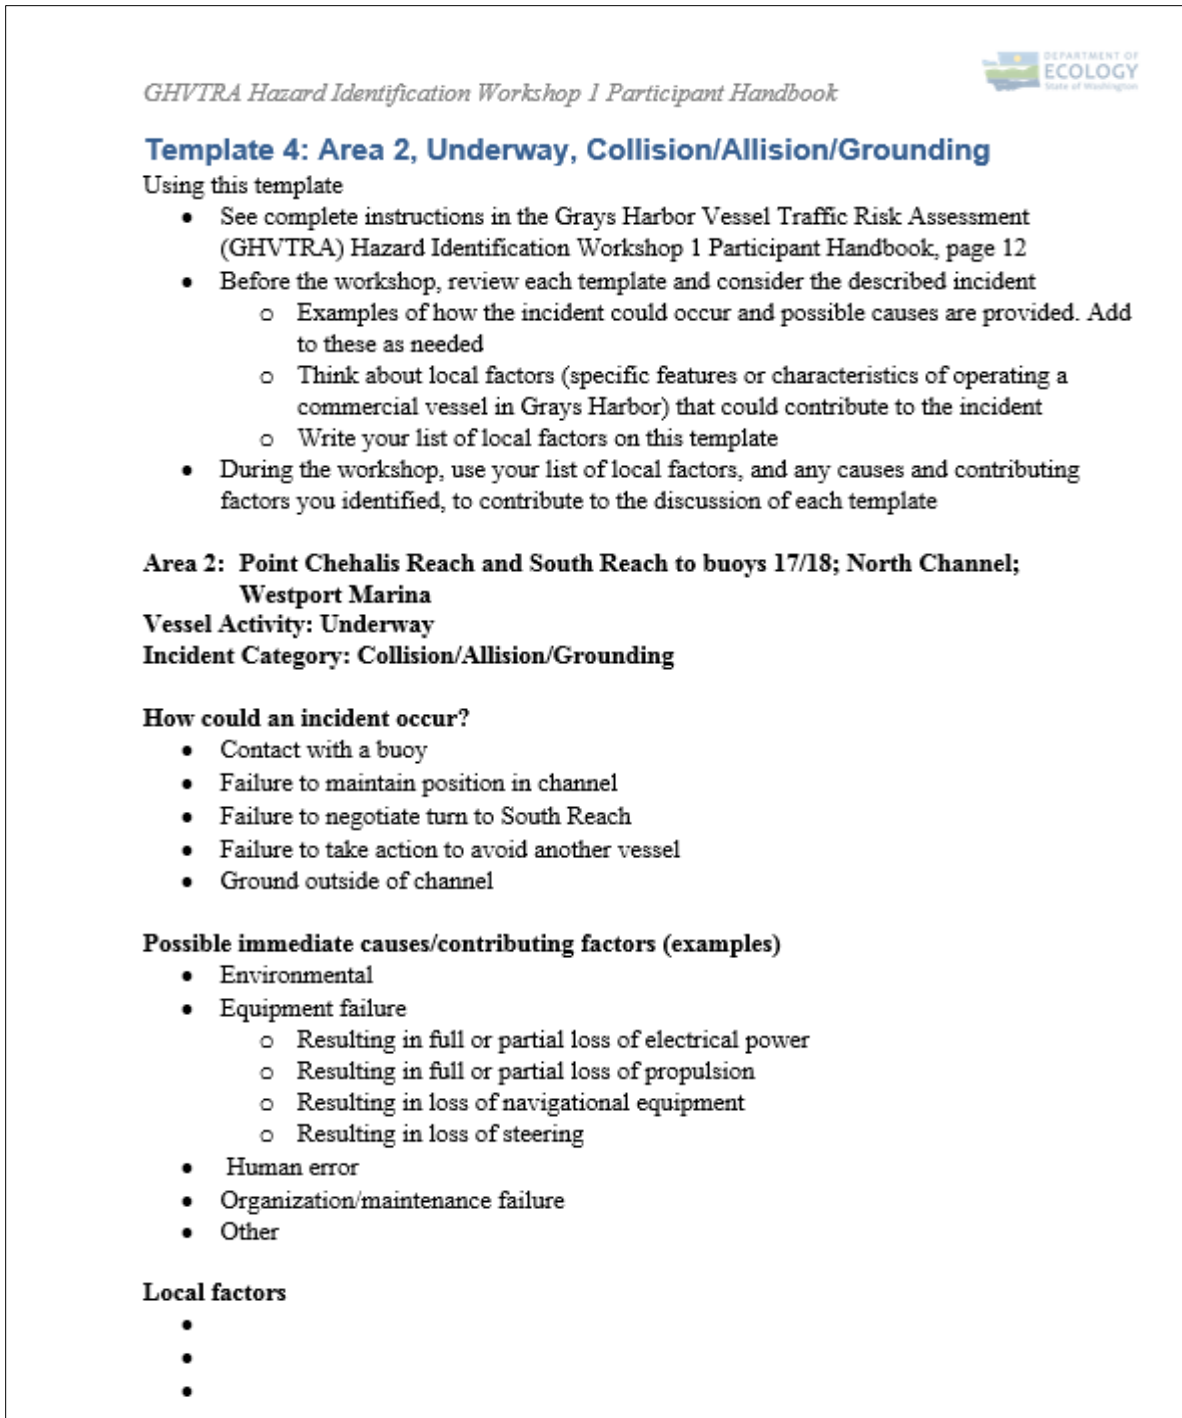 DEPARTMENT OF
ECOLOGY
State of Washington
GHVTRA Hazard Identification Workshop 1 Participant Handbook
Template 4: Area 2, Underway, Collision/Allision/Grounding
Using this template
• See complete instructions in the Grays Harbor Vessel Traffic Risk Assessment
(GHVTRA) Hazard Identification Workshop 1 Participant Handbook, page 12
• Before the workshop, review each template and consider the described incident
o Examples of how the incident could occur and possible causes are provided. Add
to these as needed
o Think about local factors (specific features or characteristics of operating a
commercial vessel in Grays Harbor) that could contribute to the incident
o Write your list of local factors on this template
• During the workshop, use your list of local factors, and any causes and contributing
factors you identified, to contribute to the discussion of each template
Area 2: Point Chehalis Reach and South Reach to buoys 17/18; North Channel;
Westport Marina
Vessel Activity: Underway
Incident Category: Collision/Allision/Grounding
How could an incident occur?
• Contact with a buoy
• Failure to maintain position in channel
• Failure to negotiate turn to South Reach
• Failure to take action to avoid another vessel
• Ground outside of channel
Possible immediate causes/contributing factors (examples)
• Environmental
• Equipment failure
o Resulting in full or partial loss of electrical power
o Resulting in full or partial loss of propulsion
o Resulting in loss of navigational equipment
o Resulting in loss of steering
• Human error
• Organization/maintenance failure
• Other
Local factors
•
•
•